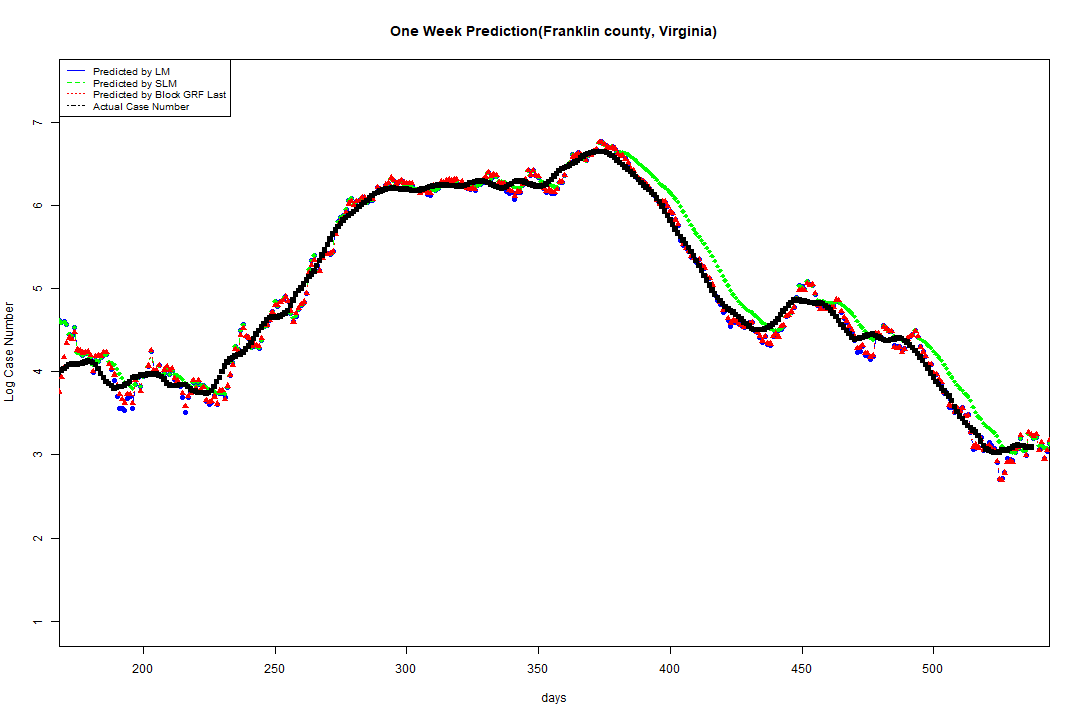 One Week Prediction(Franklin county, Virginia)
Predicted by LM
Predicted by SLM
Predicted by Block GRF Last
Actual Case Number
Log Case Number
7
6
5
4
3
2
1
200 250 300 350 400 450 500
days